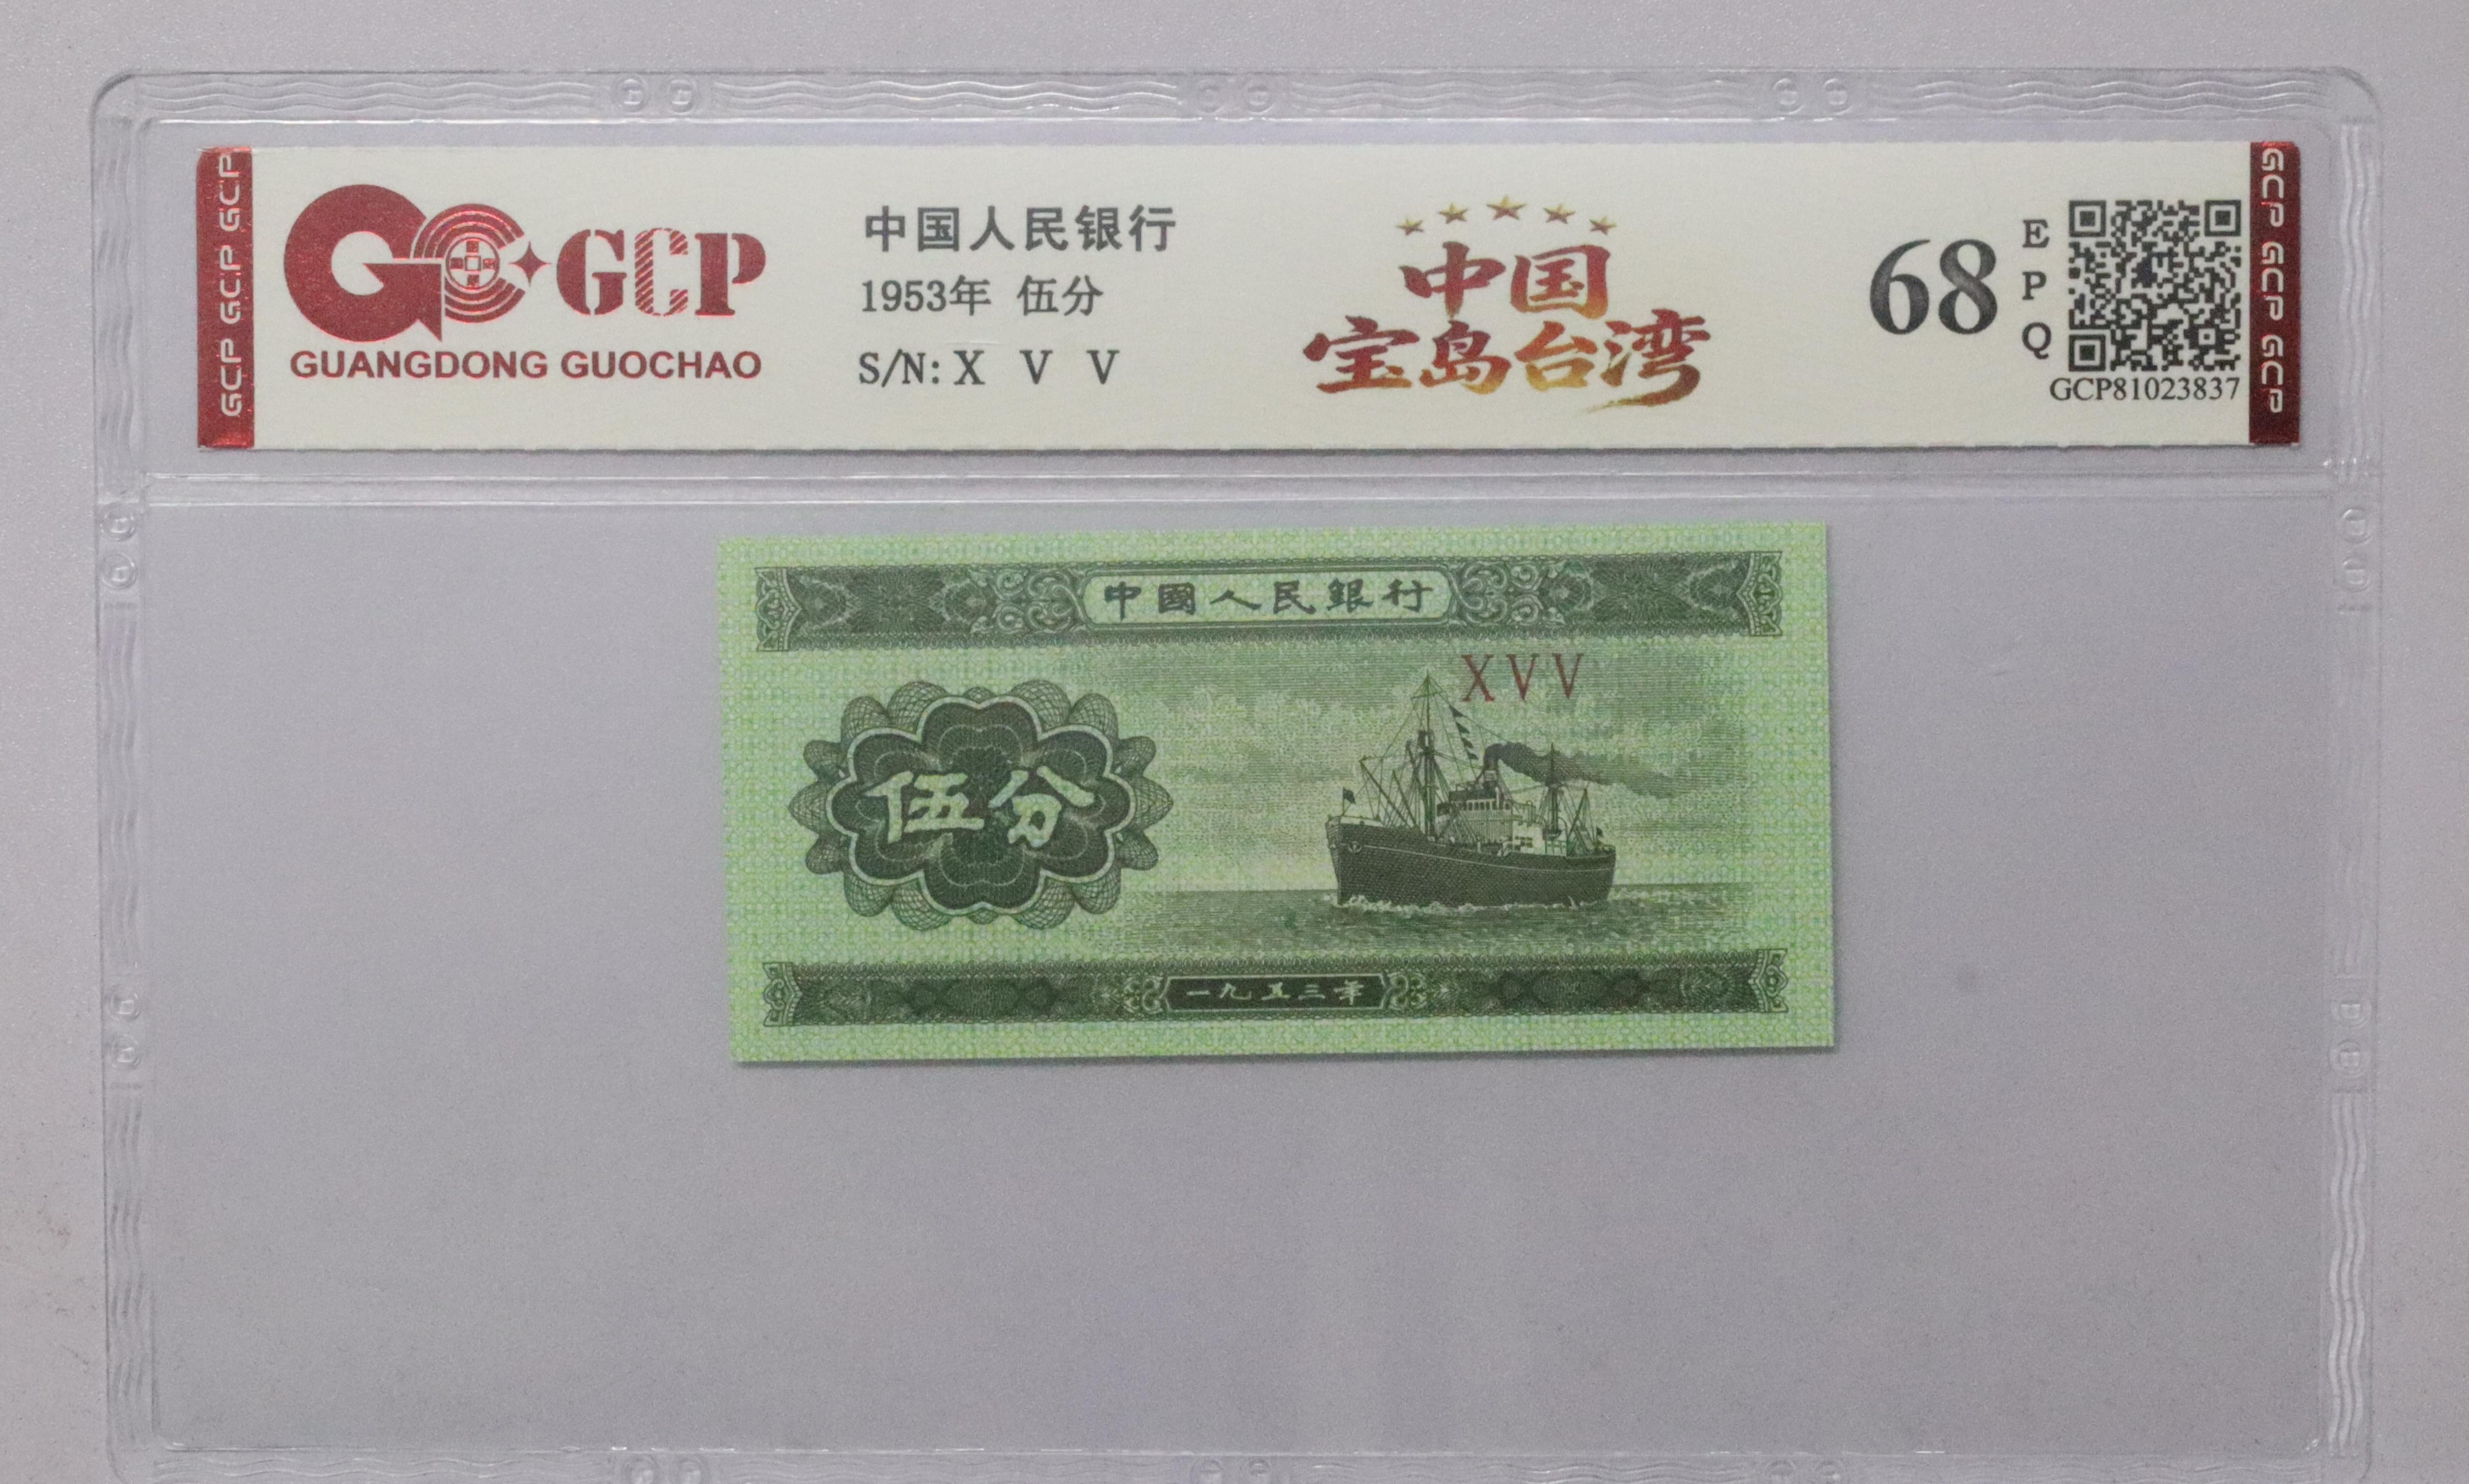 GCP GCP GCP
GCP
GUANGDONG GUOCHAO
中国人民银行
1953年 伍分
S/N: X V V
中国
宝岛台湾
68
E
P
Q
GCP81023837
GCP GCP GCP
中國人民銀行
XVV
伍分
一九五三年